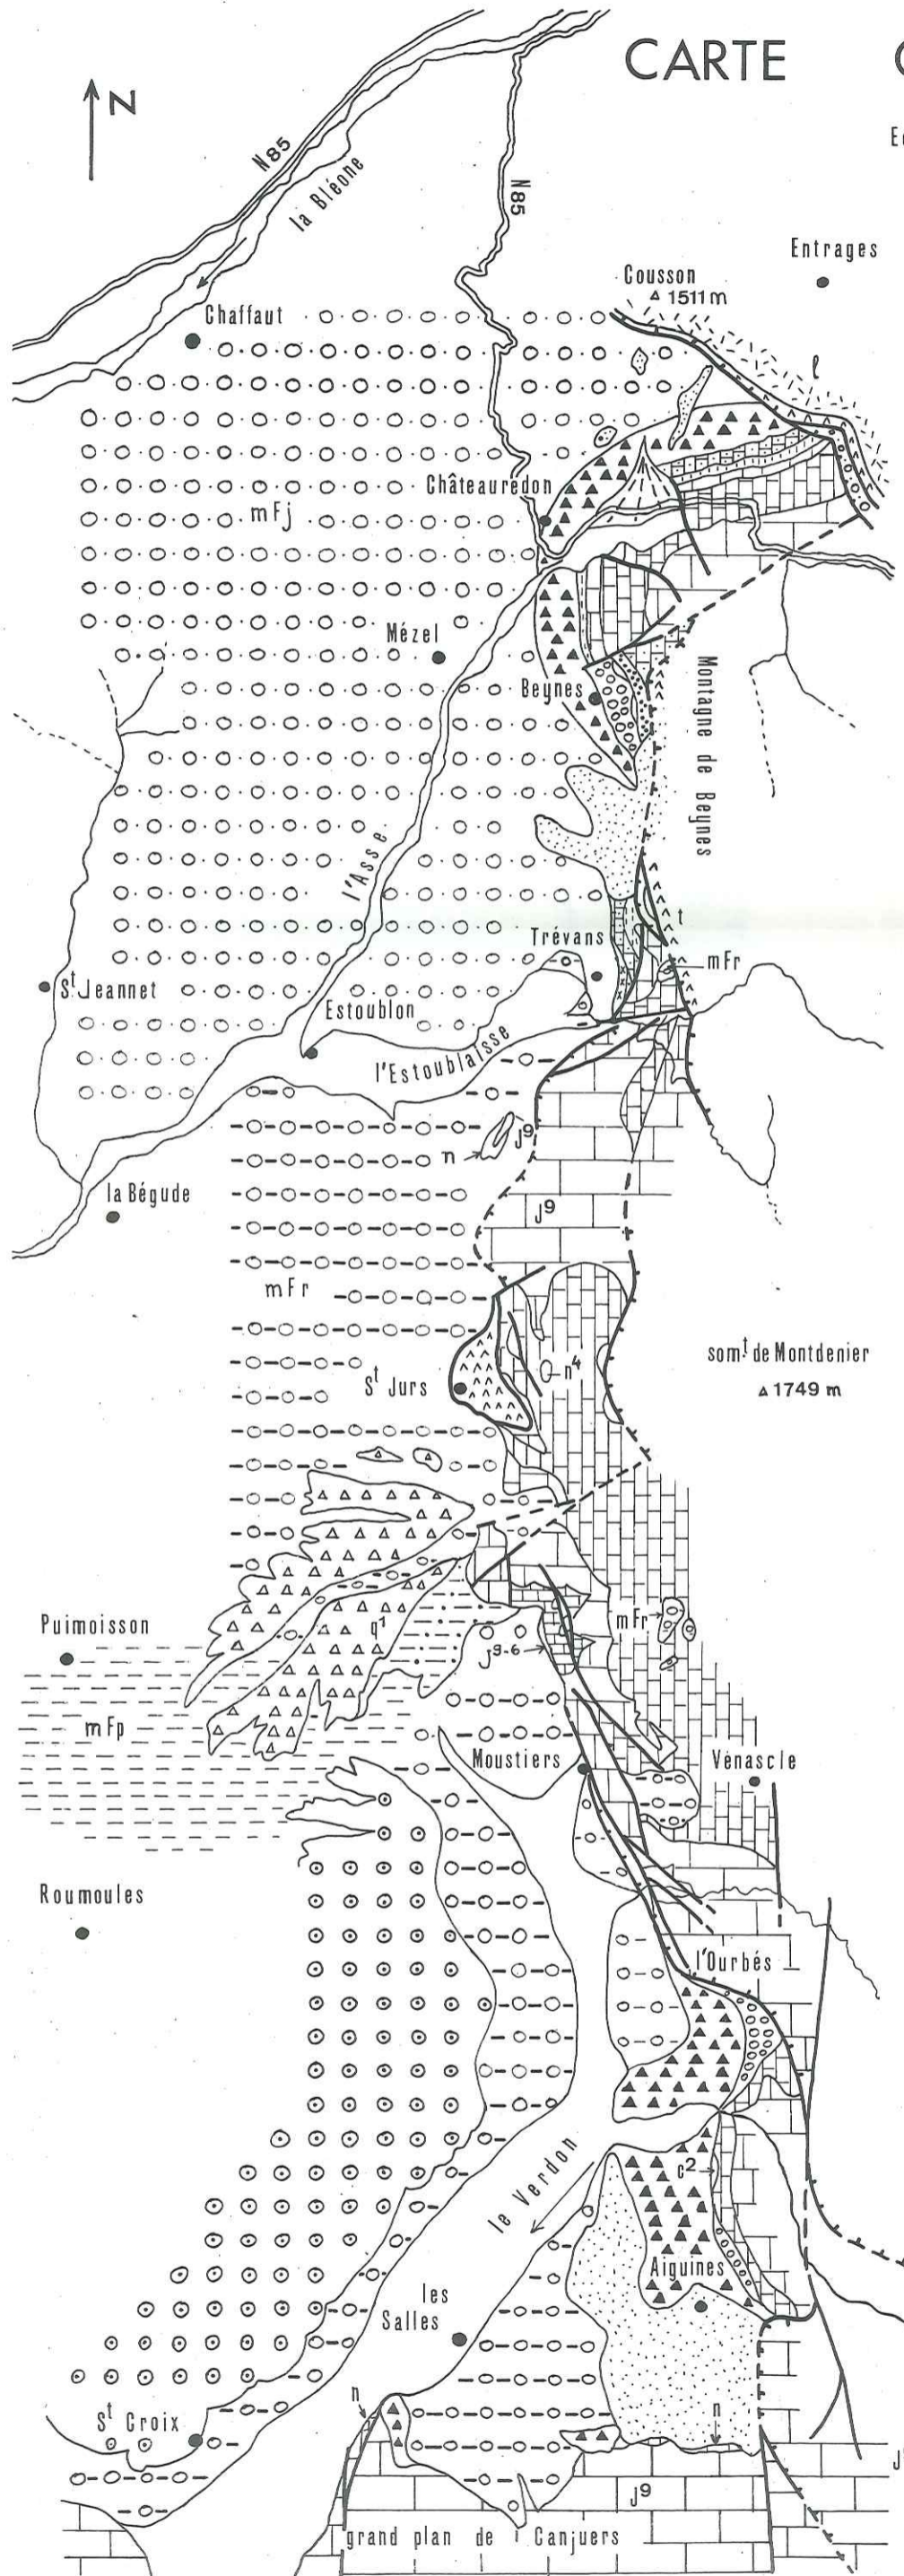 CARTE
N
N85
la Bléone
N85
Entrages
Cousson
▵ 1511 m
Chaffaut
l
Châteauredon
mFj
Mézel
Beynes
Montagne de Beynes
l'Asse
t
Trévans
mFr
St Jeannet
Estoublon
l'Estoublaisse
J9
n
la Bégude
J9
mFr
somt de Montdenier
▵ 1749 m
St Jurs
n4
Puimoisson
mFr
q1
J9-6
mFp
Moustiers
Vénascle
Roumoules
l'Ourbés
le Verdon
c2
Aiguines
les
Salles
n
St Croix
n
J9
grand plan de Canjuers